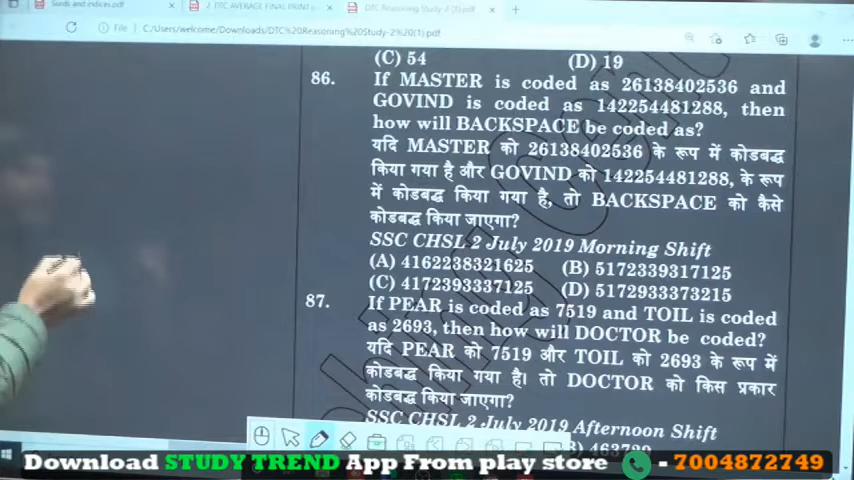 Surds and indices.pdf
2. DTC AVERAGE FINAL PRINT
DTC Reasoning Study-2 (1).pdf
File C:/Users/welcome/Downloads/DTC%20Reasoning%20Study-2%20(1).pdf
(C) 54 (D) 19
86. If MASTER is coded as 26138402536 and
GOVIND is coded as 142254481288, then
how will BACKSPACE be coded as?
यदि MASTER को 26138402536 के रूप में कोडबद्ध
किया गया है और GOVIND को 142254481288, के रूप
में कोडबद्ध किया गया है, तो BACKSPACE को कैसे
कोडबद्ध किया जाएगा?
SSC CHSL 2 July 2019 Morning Shift
(A) 4162238321625 (B) 5172339317125
(C) 4172393337125 (D) 5172933373215
87. If PEAR is coded as 7519 and TOIL is coded
as 2693, then how will DOCTOR be coded?
यदि PEAR को 7519 और TOIL को 2693 के रूप में
कोडबद्ध किया गया है। तो DOCTOR को किस प्रकार
कोडबद्ध किया जाएगा?
SSC CHSL 2 July 2019 Afternoon Shift
Download STUDY TREND App From play store - 7004872749